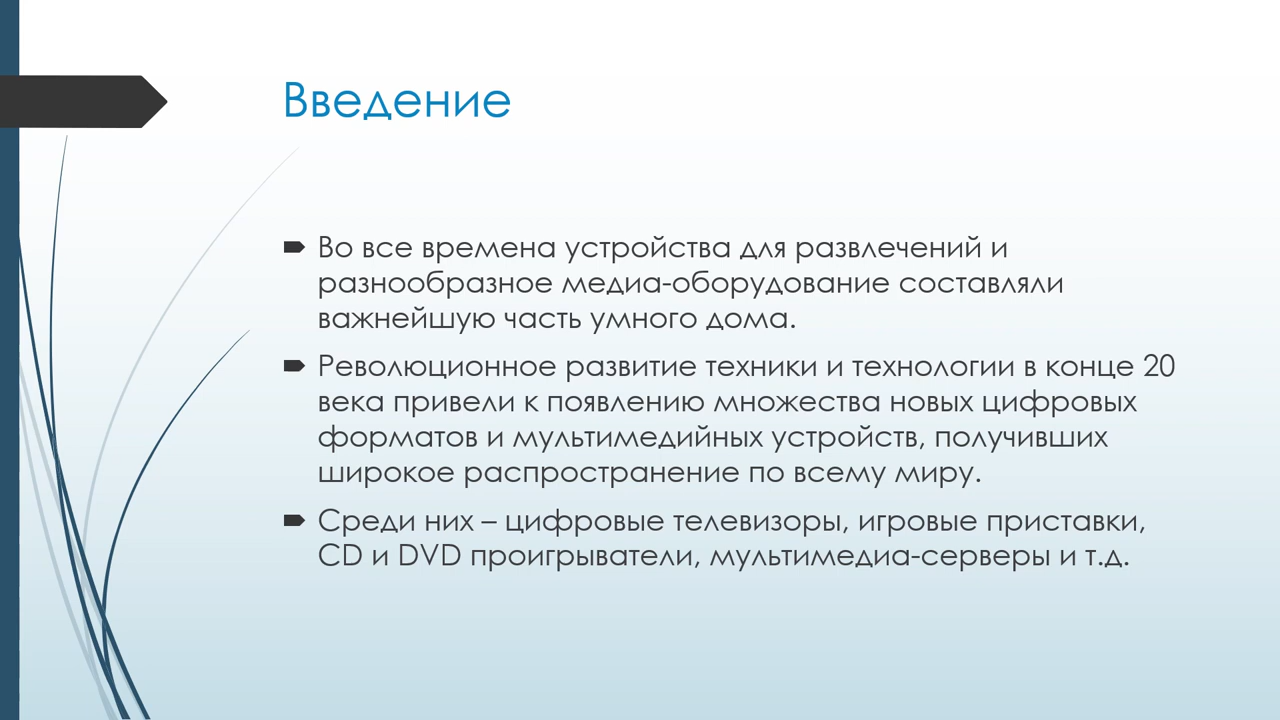 Введение
Во все времена устройства для развлечений и
разнообразное медиа-оборудование составляли
важнейшую часть умного дома.
Революционное развитие техники и технологии в конце 20
века привели к появлению множества новых цифровых
форматов и мультимедийных устройств, получивших
широкое распространение по всему миру.
Среди них – цифровые телевизоры, игровые приставки,
CD и DVD проигрыватели, мультимедиа-серверы и т.д.